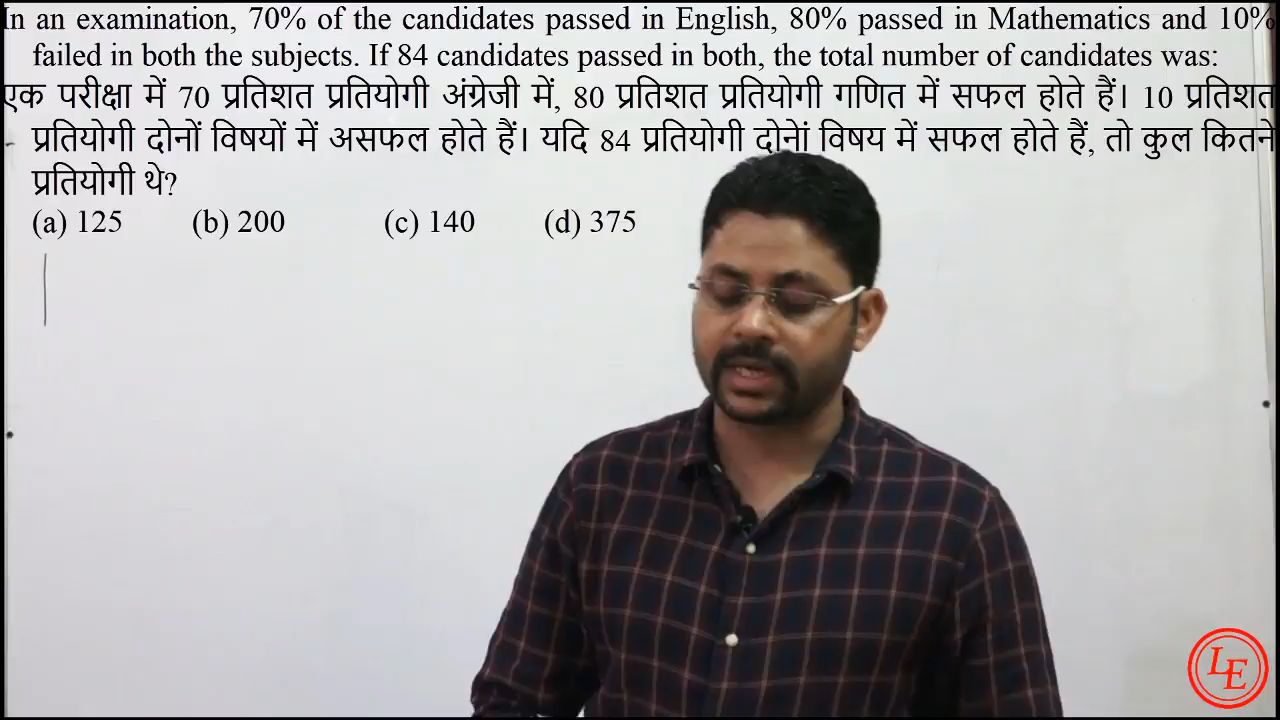 In an examination, 70% of the candidates passed in English, 80% passed in Mathematics and 10%
failed in both the subjects. If 84 candidates passed in both, the total number of candidates was:
एक परीक्षा में 70 प्रतिशत प्रतियोगी अंग्रेजी में, 80 प्रतिशत प्रतियोगी गणित में सफल होते हैं। 10 प्रतिशत
प्रतियोगी दोनों विषयों में असफल होते हैं। यदि 84 प्रतियोगी दोनेां विषय में सफल होते हैं, तो कुल कितने
प्रतियोगी थे?
(a) 125 (b) 200 (c) 140 (d) 375
LE